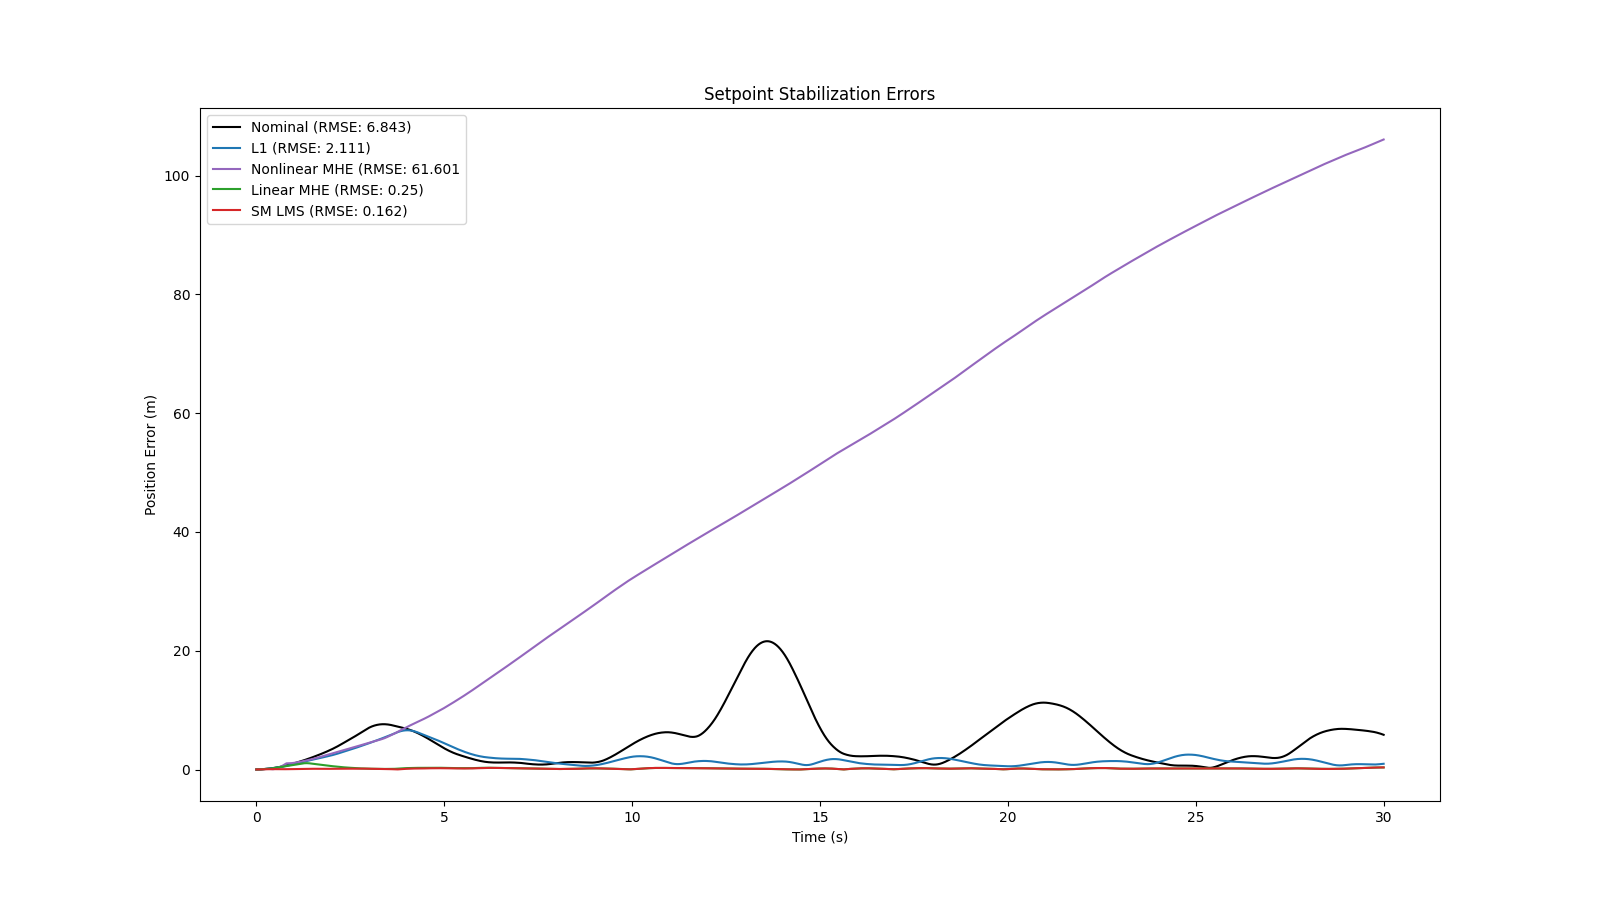 Setpoint Stabilization Errors
Nominal (RMSE: 6.843)
L1 (RMSE: 2.111)
Nonlinear MHE (RMSE: 61.601
Linear MHE (RMSE: 0.25)
SM LMS (RMSE: 0.162)
100
80
60
40
20
0
Position Error (m)
0 5 10 15 20 25 30
Time (s)